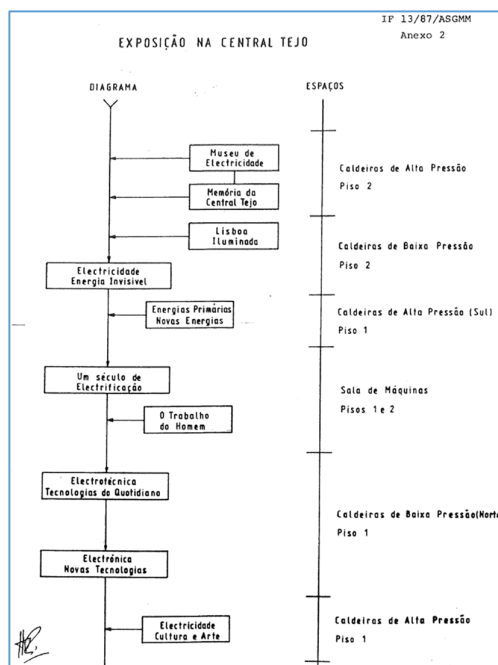 IF 13/87/ASGMM
Anexo 2
EXPOSIÇÃO NA CENTRAL TEJO
DIAGRAMA
ESPAÇOS
Museu de
Electricidade
Memória da
Central Tejo
Caldeiras de Alta Pressão
Piso 2
Lisboa
Iluminada
Caldeiras de Baixa Pressão
Piso 2
Electricidade
Energia Invisivel
Energias Primárias
Novas Energias
Caldeiras de Alta Pressão (Sul)
Piso 1
Um século de
Electrificação
Sala de Máquinas
Pisos 1 e 2
O Trabalho
do Homem
Electrotécnica
Tecnologias do Quotidiano
Caldeiras de Baixa Pressão(Norte
Piso 1
Electrónica
Novas Tecnologias
Electricidade
Cultura e Arte
Caldeiras de Alta Pressão
Piso 1